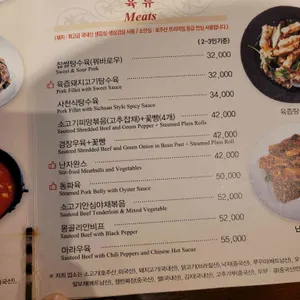 육류
Meats
(2~3인기준)
찹쌀탕수육(꿔바로우) 32,000
Sweet & Sour Pork
육즙돼지고기탕수육 32,000
Pork Fillet with Sweet Sauce
사천식탕수육 34,000
Pork Fillet with Sichuan Style Spicy Sauce
소고기피망볶음(고추잡채)+꽃빵(4개) 42,000
Sauteed Shredded Beef and Green Pepper + Steamed Plain Rolls
경장우육+꽃빵 42,000
Sauteed Shredded Beef and Green Onion in Bean Paste + Steamed Plain Roll
난자완스 42,000
Stir-fried Meatballs and Vegetables
동파육 50,000
Steamed Pork Belly with Oyster Sauce
소고기안심야채볶음 50,000
Sauteed Beef Tenderloin & Mixed Vegetable
몽골리안비프 52,000
Sauteed Beef with Black Pepper
마라우육 55,000
Sauteed Beef with Chili Peppers and Chinese Hot Sauce